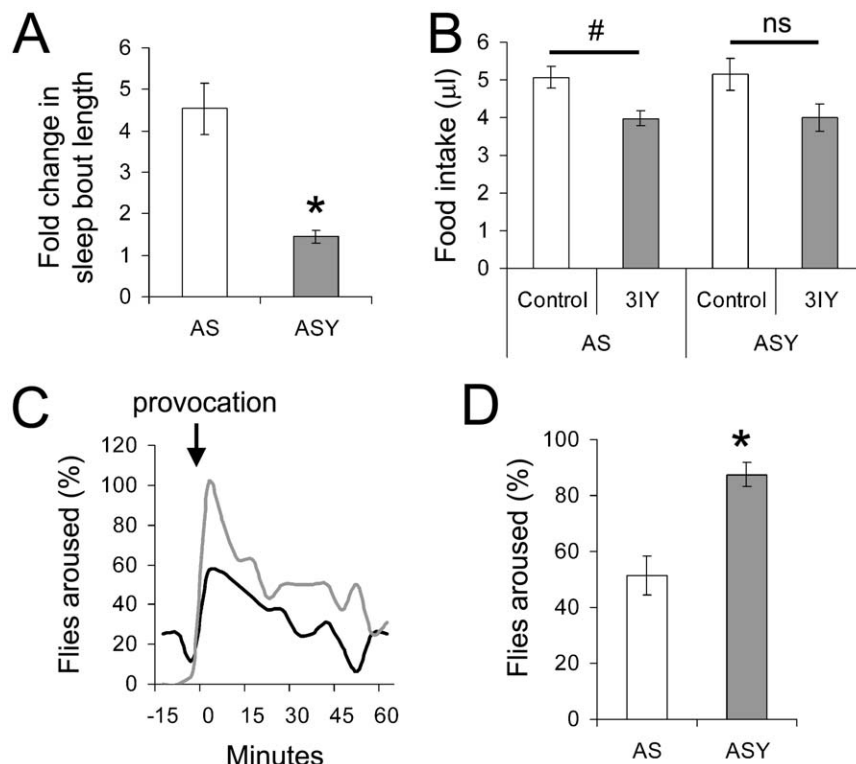 A
Fold change in
sleep bout length
6
5
4
3
2
1
0
*
AS
ASY
B
Food intake (µl)
6
5
4
3
2
1
0
#
ns
Control
3IY
Control
3IY
AS
ASY
C
provocation
Flies aroused (%)
120
100
80
60
40
20
0
-15
0
15
30
45
60
Minutes
D
Flies aroused (%)
100
80
60
40
20
0
*
AS
ASY